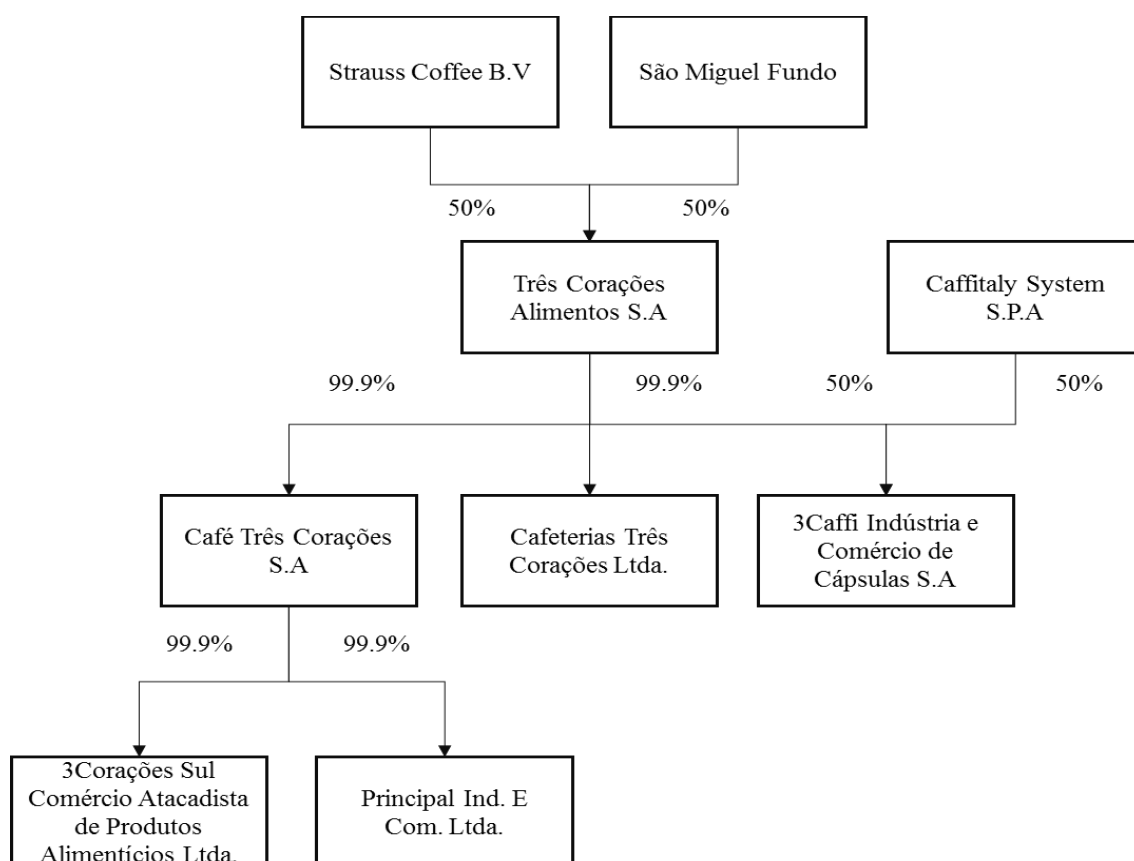 Strauss Coffee B.V
São Miguel Fundo
50%
50%
Três Corações
Alimentos S.A
Caffitaly System
S.P.A
99.9%
99.9%
50%
50%
Café Três Corações
S.A
Cafeterias Três
Corações Ltda.
3Caffi Indústria e
Comércio de
Cápsulas S.A
99.9%
99.9%
3Corações Sul
Comércio Atacadista
de Produtos
Alimentícios Ltda.
Principal Ind. E
Com. Ltda.